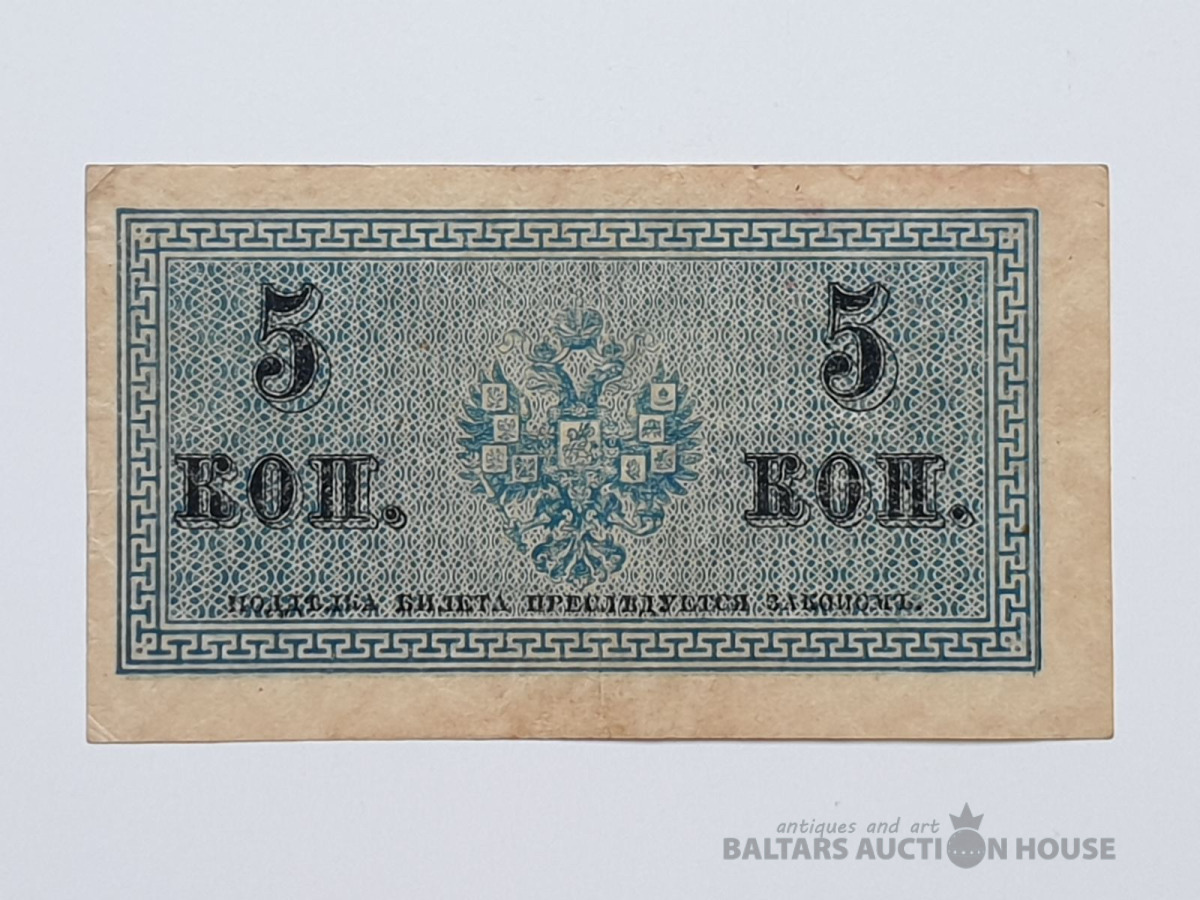 5 5
КОП. КОП.
ПОДДѢЛКА БИЛЕТА ПРЕСЛѢДУЕТСЯ ЗАКОНОМЪ.
antiques and art
BALTARS AUCTION HOUSE